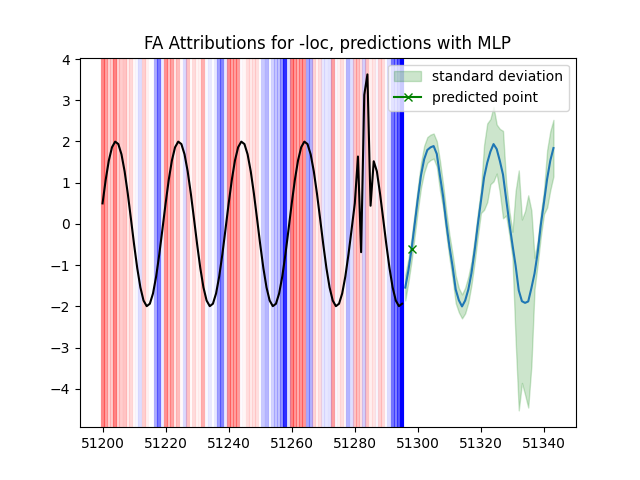 FA Attributions for -loc, predictions with MLP
standard deviation
predicted point
4
3
2
1
0
−1
−2
−3
−4
51200 51220 51240 51260 51280 51300 51320 51340